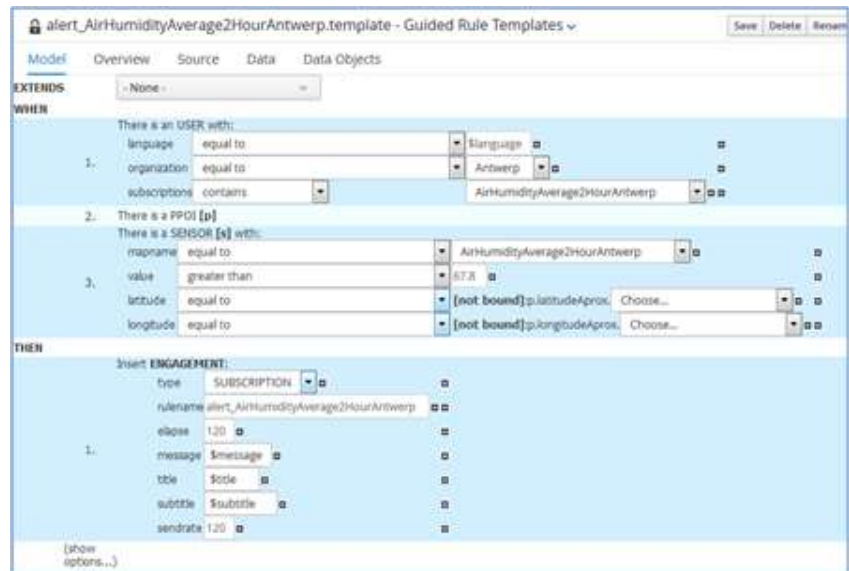 alert_AirHumidityAverage2HourAntwerp.template - Guided Rule Templates
Save Delete Renam
Model Overview Source Data Data Objects
EXTENDS - None -
WHEN
There is an USER with:
language equal to $language
1. organization equal to Antwerp
subscriptions contains AirHumidityAverage2HourAntwerp
2. There is a PPOI [p]
There is a SENSOR [s] with:
mapname equal to AirHumidityAverage2HourAntwerp
3. value greater than 67.8
latitude equal to [not bound]:p.latitudeAprox. Choose...
longitude equal to [not bound]:p.longitudeAprox. Choose...
THEN
Insert ENGAGEMENT:
type SUBSCRIPTION
rulename alert_AirHumidityAverage2HourAntwerp
elapse 120
1. message $message
title $title
subtitle $subtitle
sendrate 120
(show
options...)